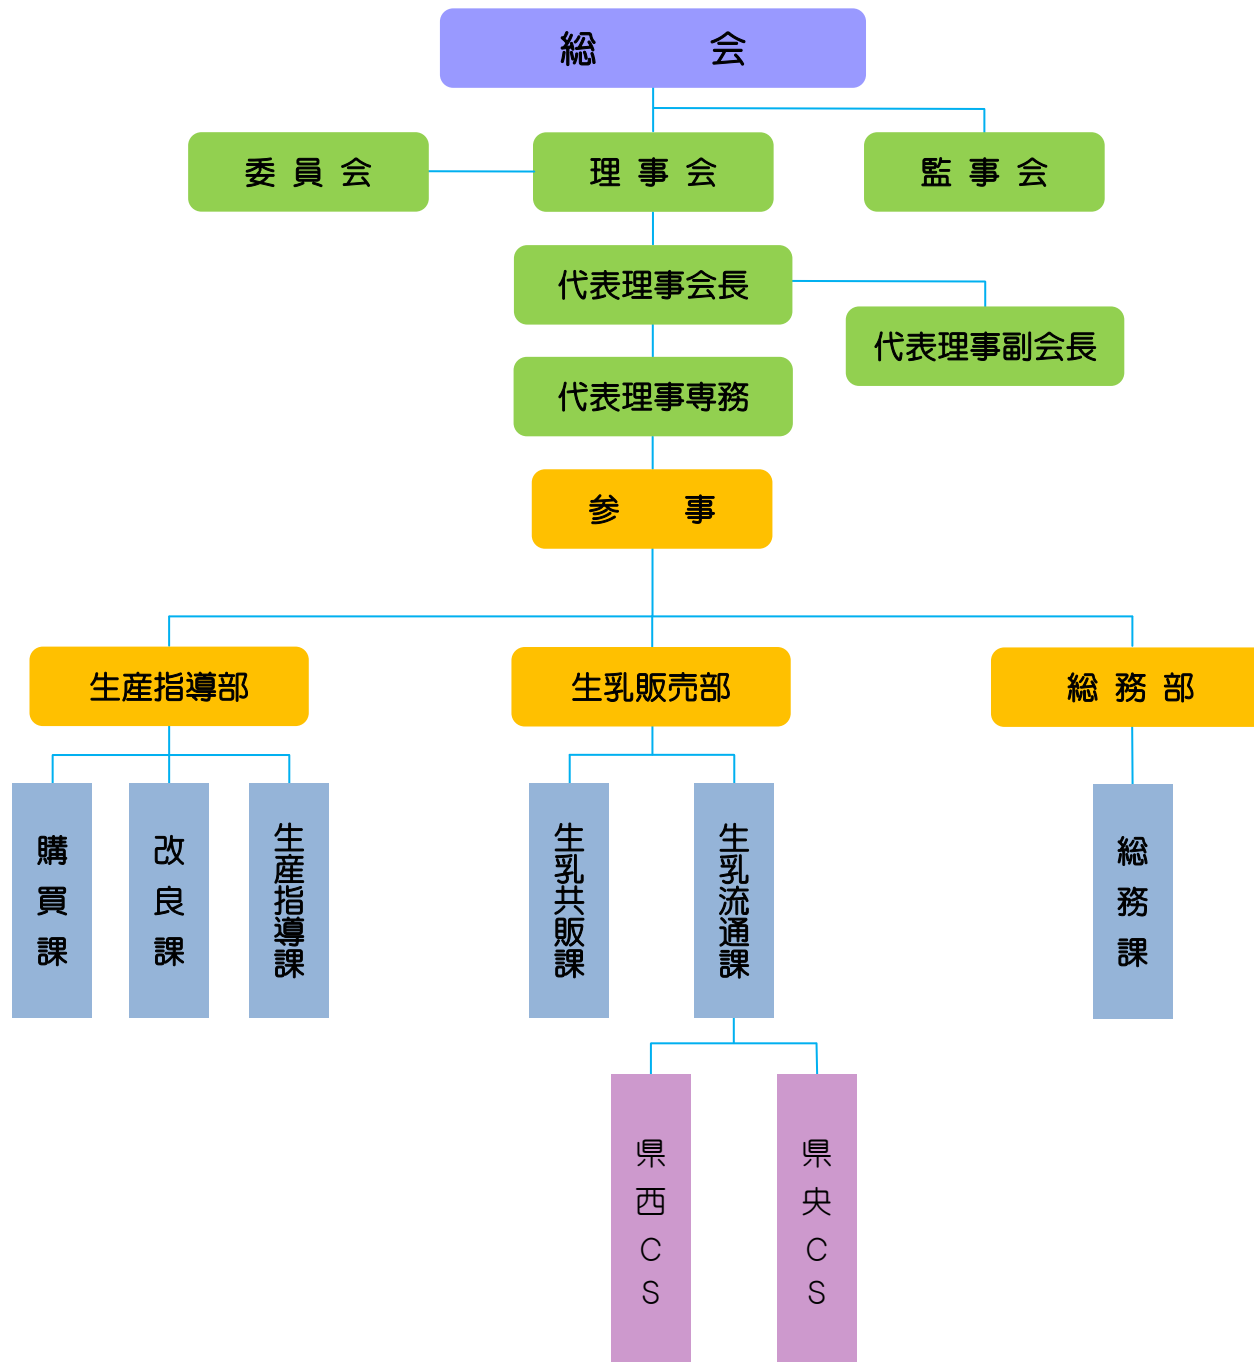 総　会
委員会
理事会
監事会
代表理事会長
代表理事副会長
代表理事専務
参　事
生産指導部
生乳販売部
総務部
購買課
改良課
生産指導課
生乳共販課
生乳流通課
総務課
県西CS
県央CS